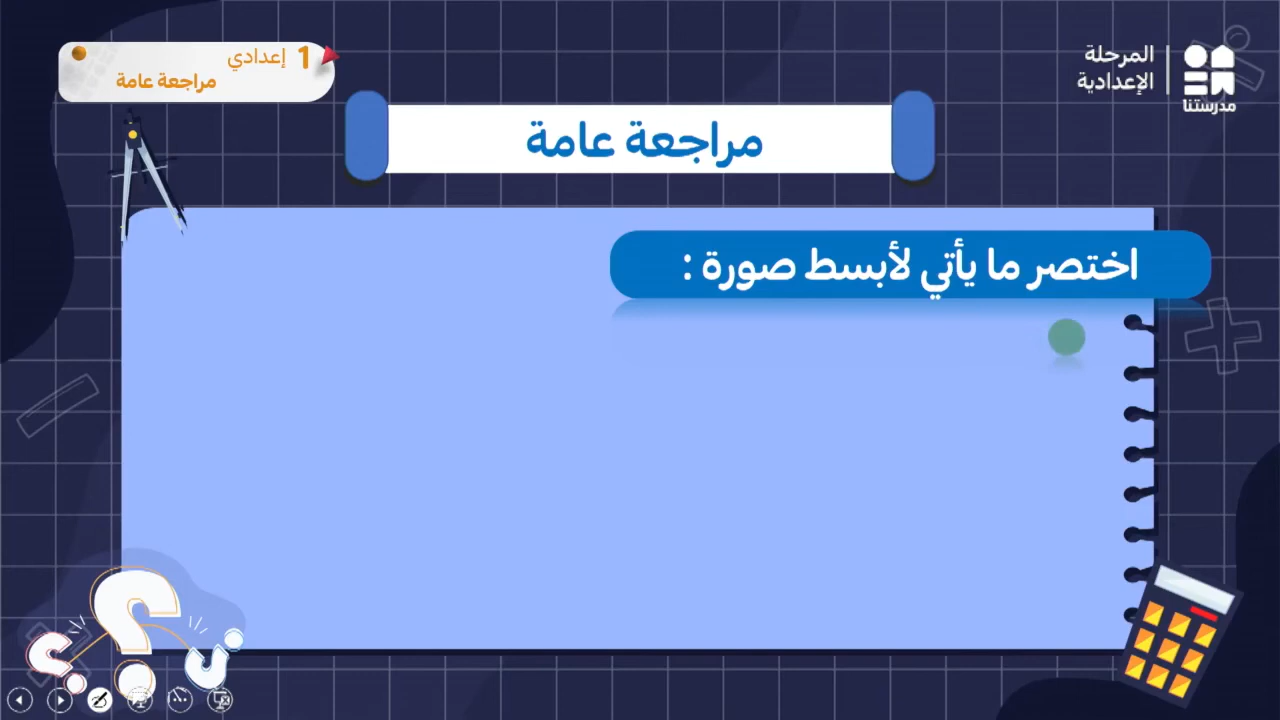 المرحلة
الإعدادية
مدرستنا
1 إعدادي
مراجعة عامة
مراجعة عامة
اختصر ما يأتي لأبسط صورة :